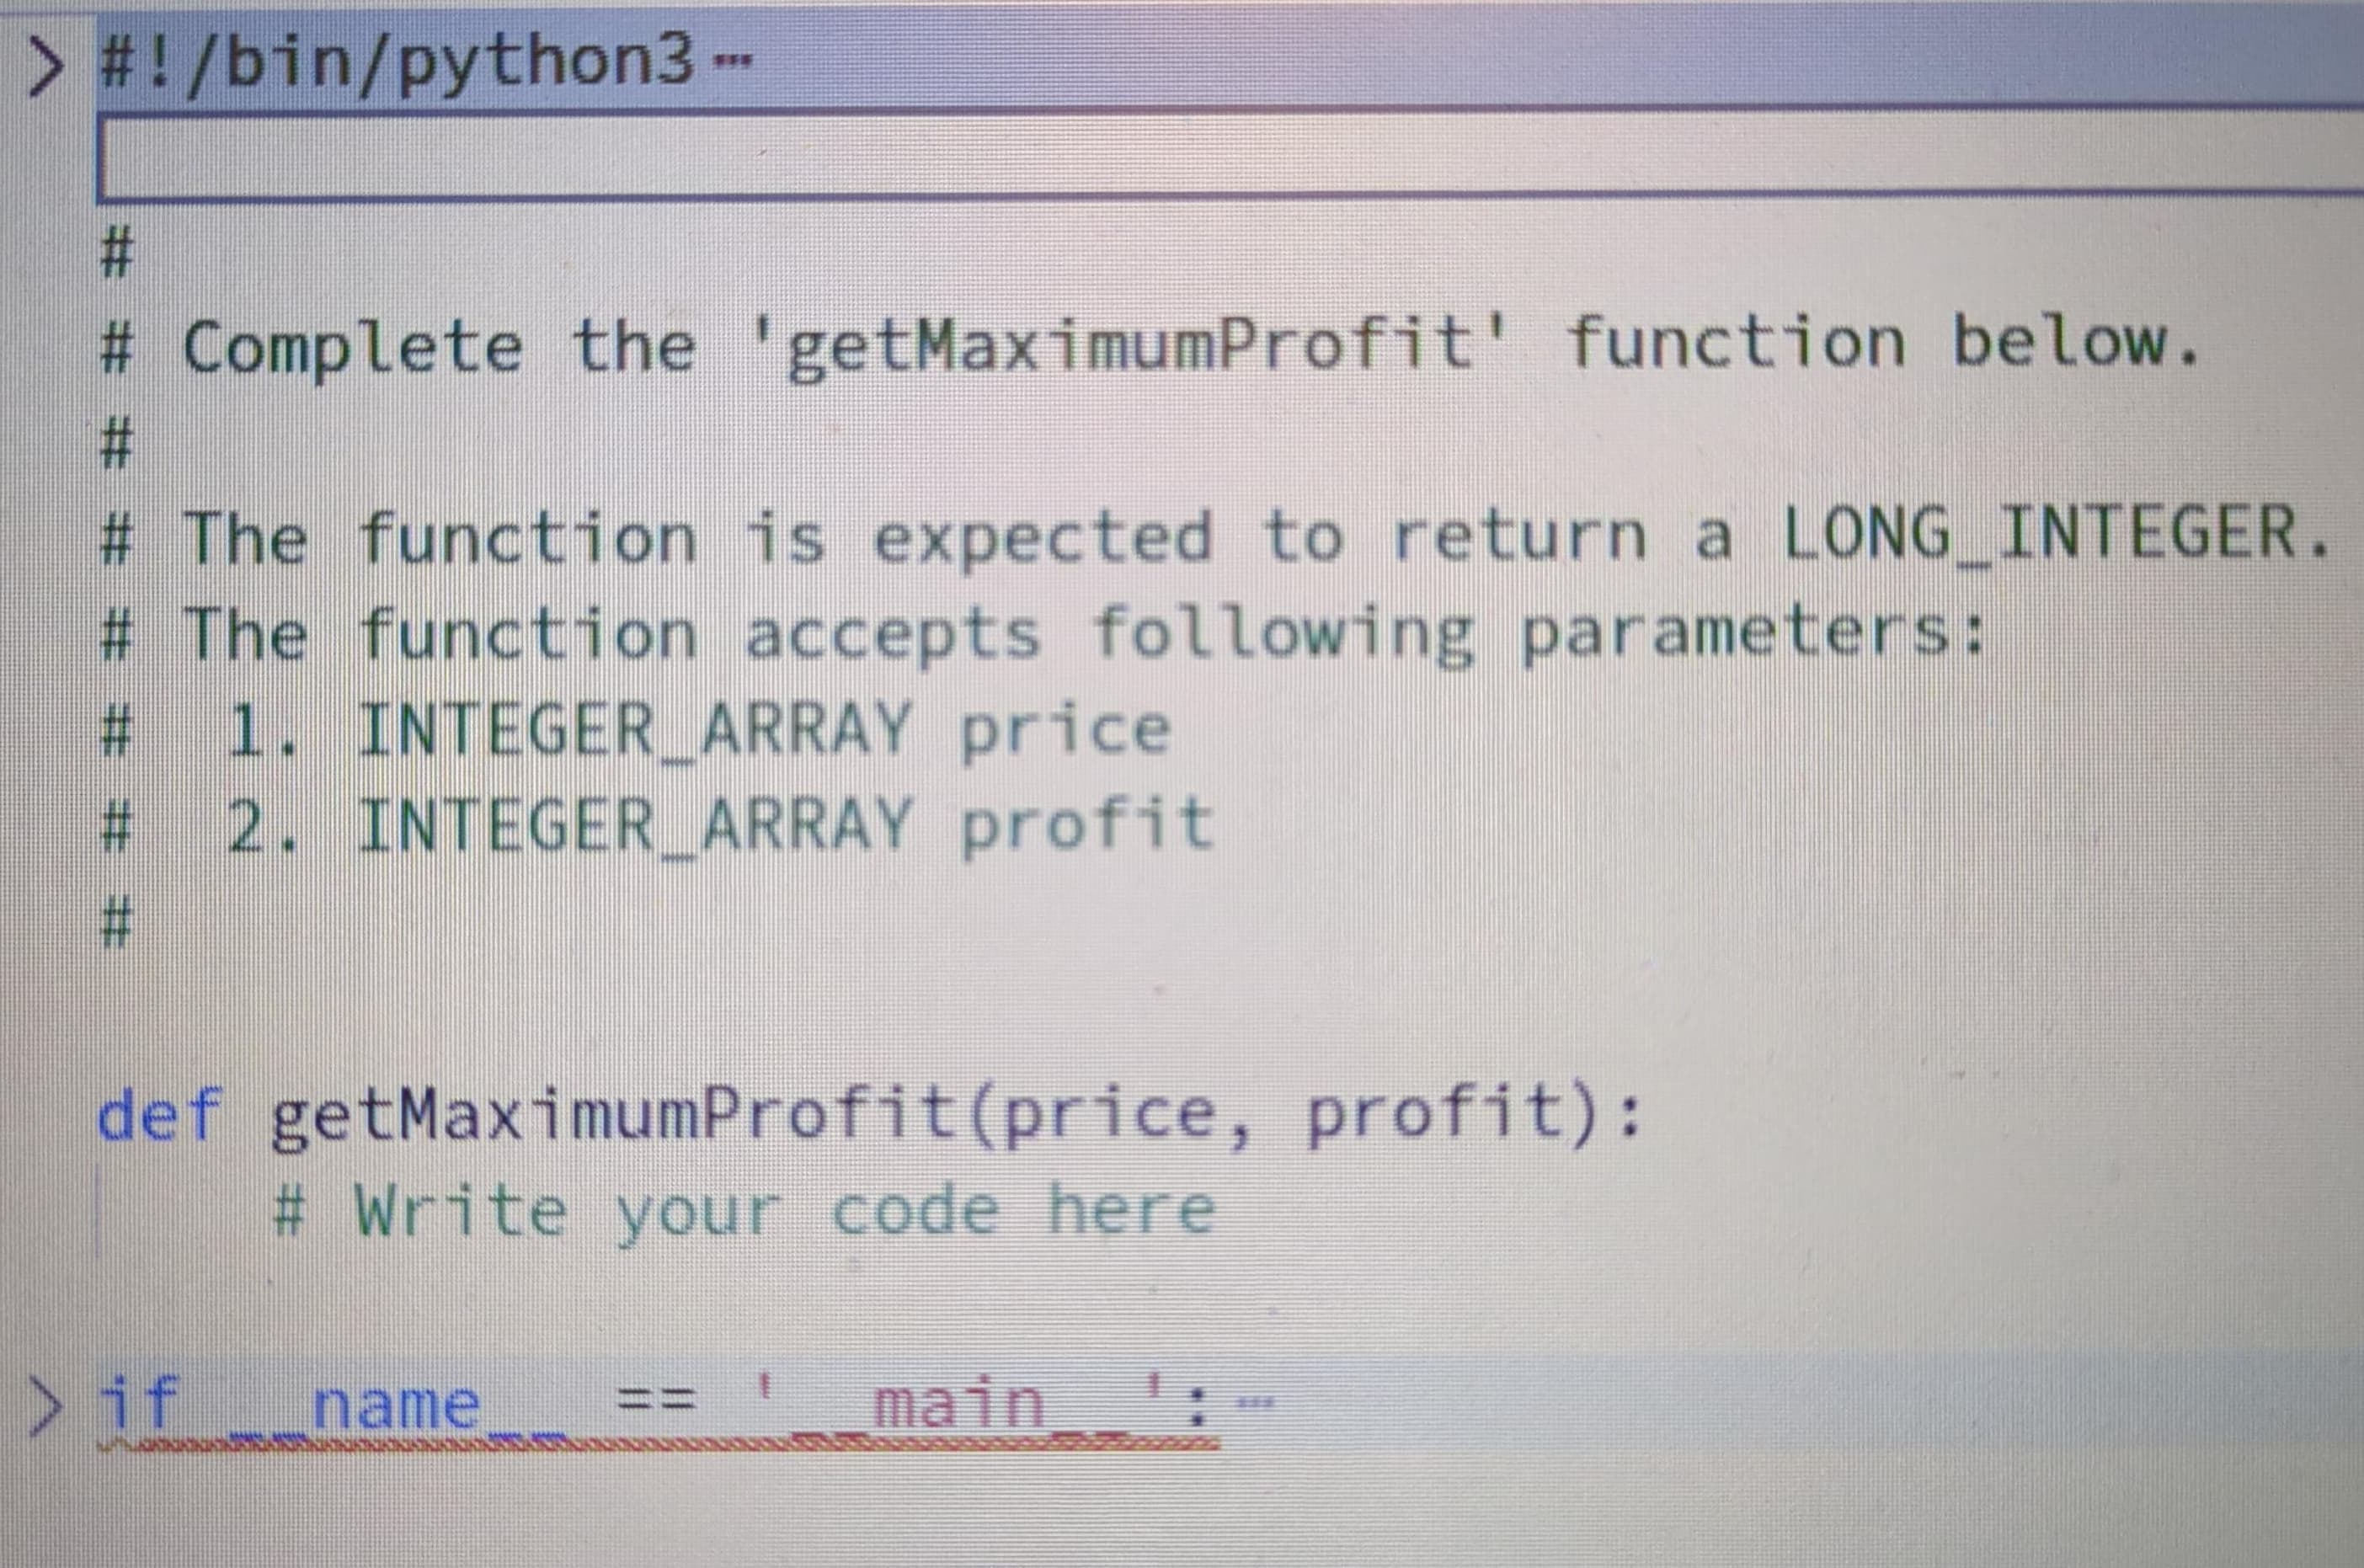 #!/bin/python3…
#
# Complete the 'getMaximumProfit' function below.
#
# The function is expected to return a LONG_INTEGER.
# The function accepts following parameters:
#  1. INTEGER_ARRAY price
#  2. INTEGER_ARRAY profit
#
def getMaximumProfit(price, profit):
    # Write your code here
if __name__ == '__main__':…